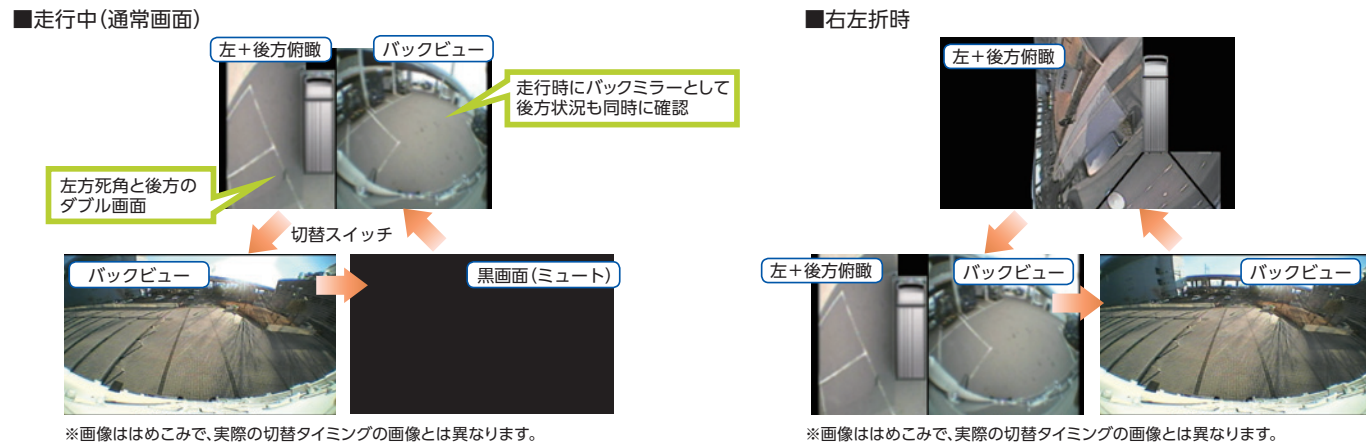 ■走行中（通常画面）
左＋後方俯瞰
バックビュー
走行時にバックミラーとして
後方状況も同時に確認
左方死角と後方の
ダブル画面
切替スイッチ
バックビュー
黒画面（ミュート）
※画像ははめこみで、実際の切替タイミングの画像とは異なります。
■右左折時
左＋後方俯瞰
左＋後方俯瞰
バックビュー
バックビュー
※画像ははめこみで、実際の切替タイミングの画像とは異なります。